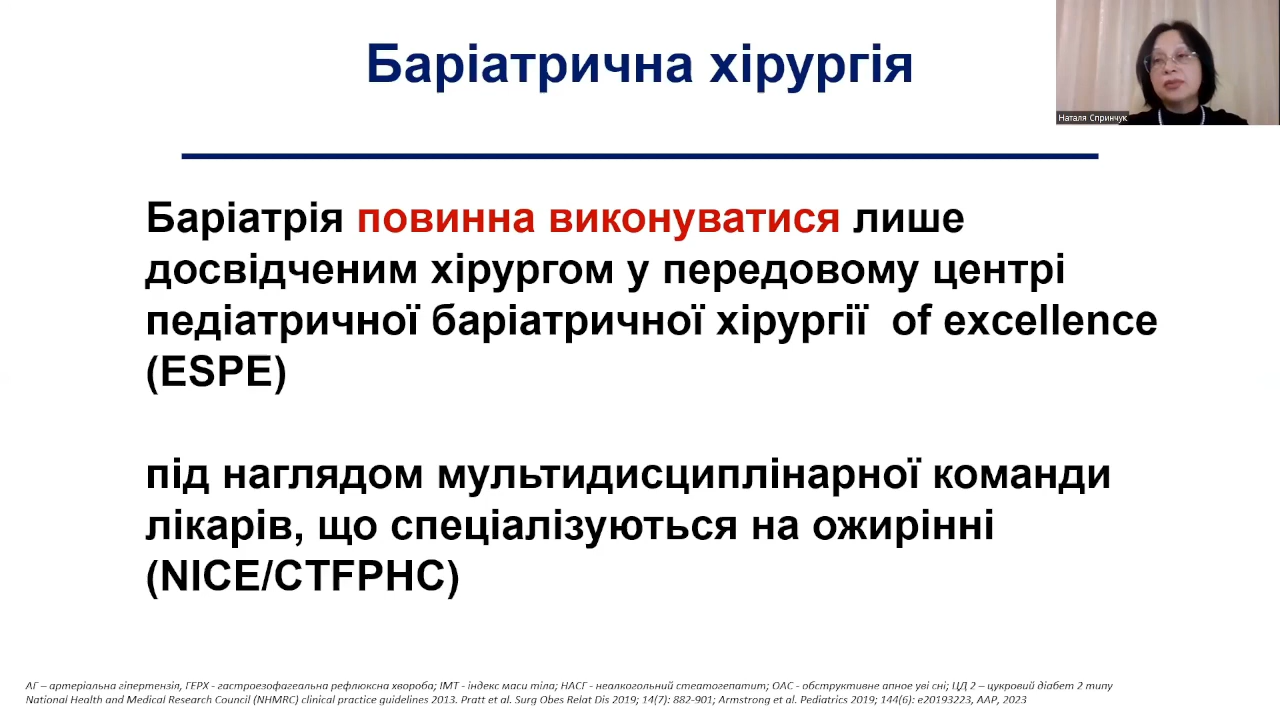 Баріатрична хірургія
Наталя Спринчук
Баріатрія повинна виконуватися лише
досвідченим хірургом у передовому центрі
педіатричної баріатричної хірургії of excellence
(ESPE)
під наглядом мультидисциплінарної команди
лікарів, що спеціалізуються на ожирінні
(NICE/CTFPHC)
АГ – артеріальна гіпертензія, ГЕРХ - гастроезофагеальна рефлюксна хвороба; ІМТ - індекс маси тіла; НАСГ - неалкогольний стеатогепатит; ОАС - обструктивне апное уві сні; ЦД 2 – цукровий діабет 2 типу
National Health and Medical Research Council (NHMRC) clinical practice guidelines 2013. Pratt et al. Surg Obes Relat Dis 2019; 14(7): 882-901; Armstrong et al. Pediatrics 2019; 144(6): e20193223, AAP, 2023